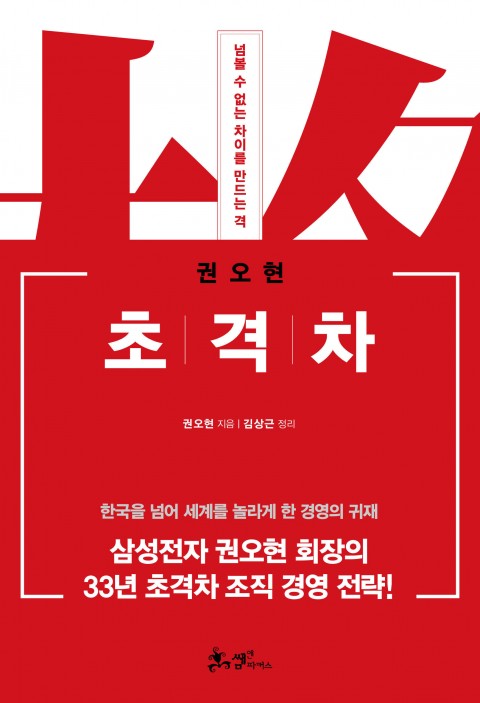 넘볼 수 없는 차이를 만드는 격
권오현
초격차
권오현 지음 | 김상근 정리
한국을 넘어 세계를 놀라게 한 경영의 귀재
삼성전자 권오현 회장의
33년 초격차 조직 경영 전략!
쌤앤파커스